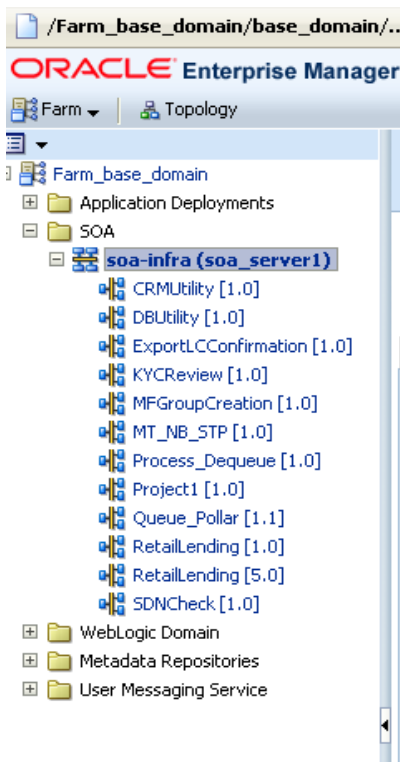 /Farm_base_domain/base_domain/..
ORACLE Enterprise Manager
Farm Topology
Farm_base_domain
Application Deployments
SOA
soa-infra (soa_server1)
CRMUtility [1.0]
DBUtility [1.0]
ExportLCConfirmation [1.0]
KYCReview [1.0]
MFGroupCreation [1.0]
MT_NB_STP [1.0]
Process_Dequeue [1.0]
Project1 [1.0]
Queue_Pollar [1.1]
RetailLending [1.0]
RetailLending [5.0]
SDNCheck [1.0]
WebLogic Domain
Metadata Repositories
User Messaging Service